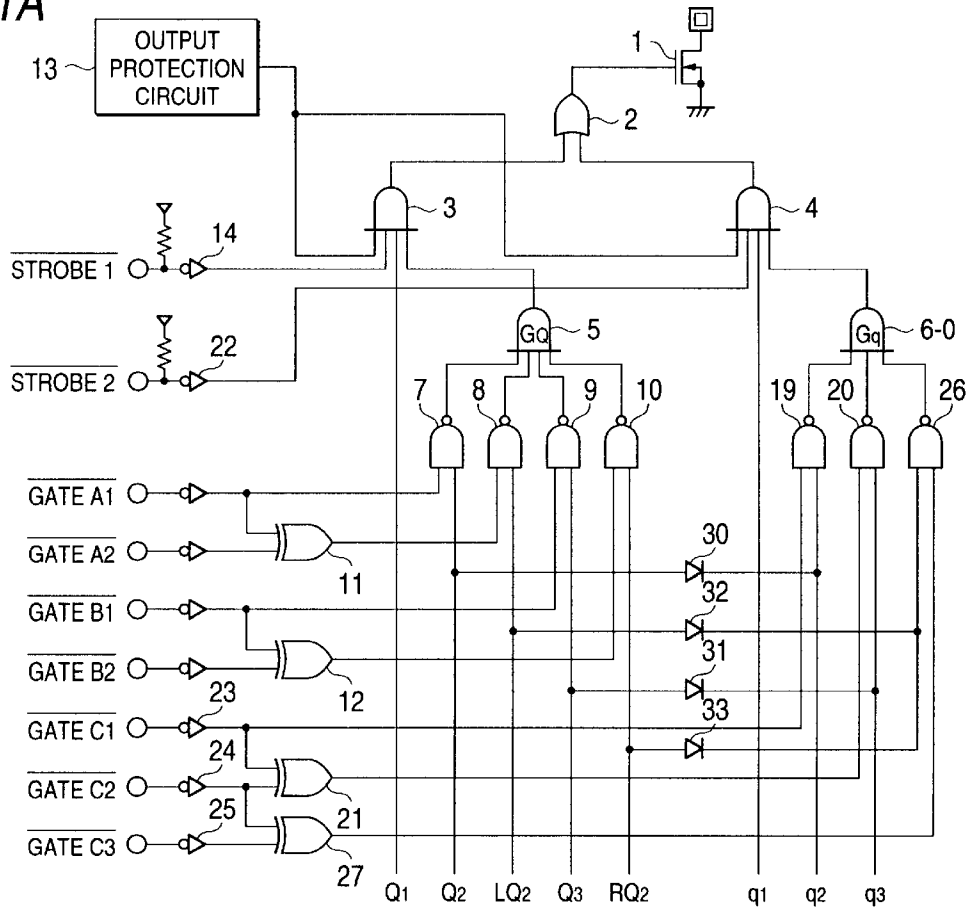 1A
OUTPUT
PROTECTION
CIRCUIT
13
1
2
3
4
STROBE 1
14
STROBE 2
22
GQ
5
Gq
6-0
7
8
9
10
19
20
26
GATE A1
GATE A2
11
30
32
GATE B1
31
GATE B2
12
33
GATE C1
23
GATE C2
24
21
GATE C3
25
27
Q1
Q2
LQ2
Q3
RQ2
q1
q2
q3